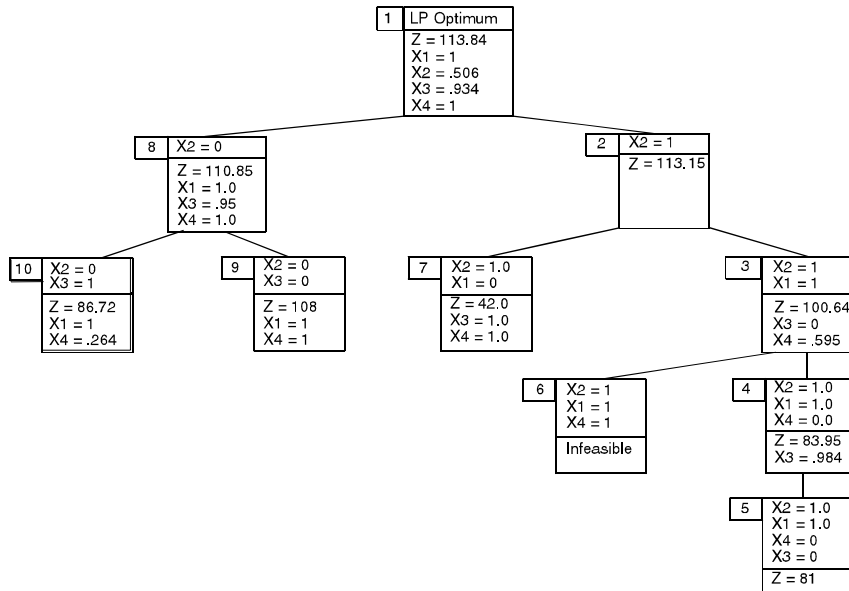 1 LP Optimum
Z = 113.84
X1 = 1
X2 = .506
X3 = .934
X4 = 1
8 X2 = 0
Z = 110.85
X1 = 1.0
X3 = .95
X4 = 1.0
2 X2 = 1
Z = 113.15
10 X2 = 0
X3 = 1
Z = 86.72
X1 = 1
X4 = .264
9 X2 = 0
X3 = 0
Z = 108
X1 = 1
X4 = 1
7 X2 = 1.0
X1 = 0
Z = 42.0
X3 = 1.0
X4 = 1.0
3 X2 = 1
X1 = 1
Z = 100.64
X3 = 0
X4 = .595
6 X2 = 1
X1 = 1
X4 = 1
Infeasible
4 X2 = 1.0
X1 = 1.0
X4 = 0.0
Z = 83.95
X3 = .984
5 X2 = 1.0
X1 = 1.0
X4 = 0
X3 = 0
Z = 81